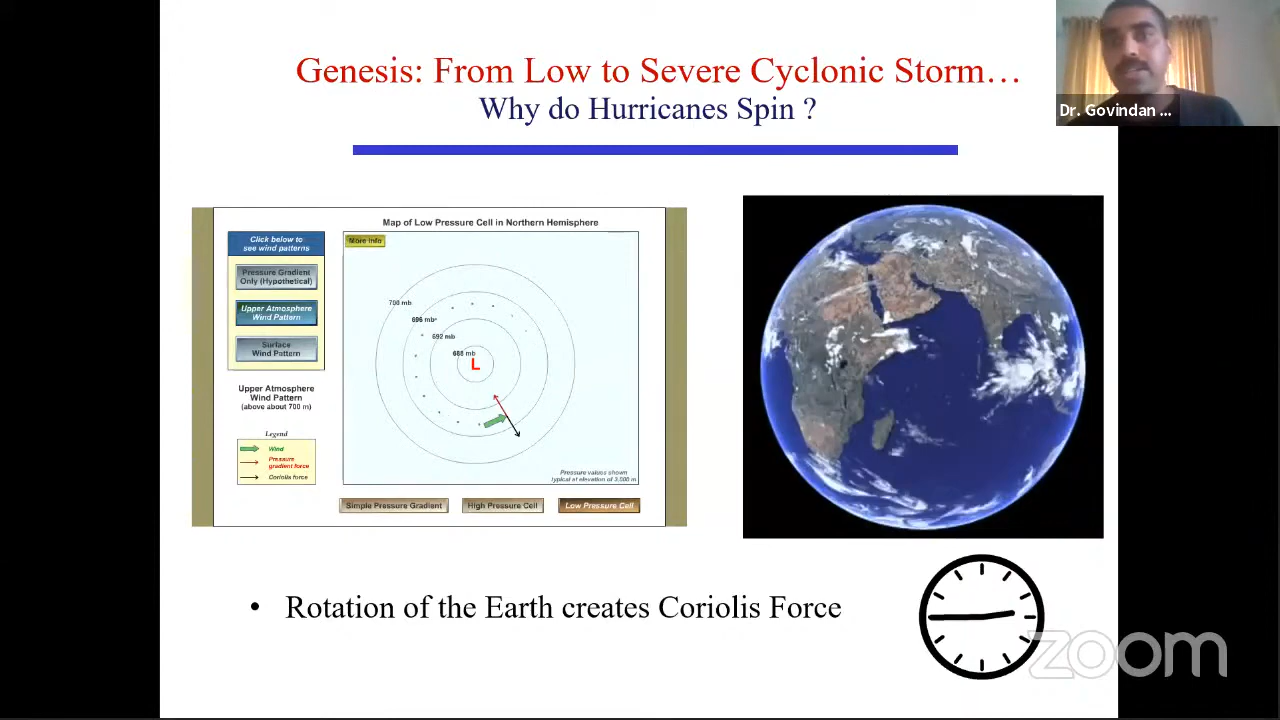 Genesis: From Low to Severe Cyclonic Storm…
Why do Hurricanes Spin ?
Dr. Govindan ...
Map of Low Pressure Cell in Northern Hemisphere
Click below to
see wind patterns
More Info
Pressure Gradient
Only (Hypothetical)
Upper Atmosphere
Wind Pattern
Surface
Wind Pattern
700 mb
696 mb
692 mb
688 mb
L
Upper Atmosphere
Wind Pattern
(above about 700 m)
Legend
Wind
Pressure
gradient force
Coriolis force
Pressure values shown
typical at elevation of 3,000 m
Simple Pressure Gradient
High Pressure Cell
Low Pressure Cell
• Rotation of the Earth creates Coriolis Force
zoom